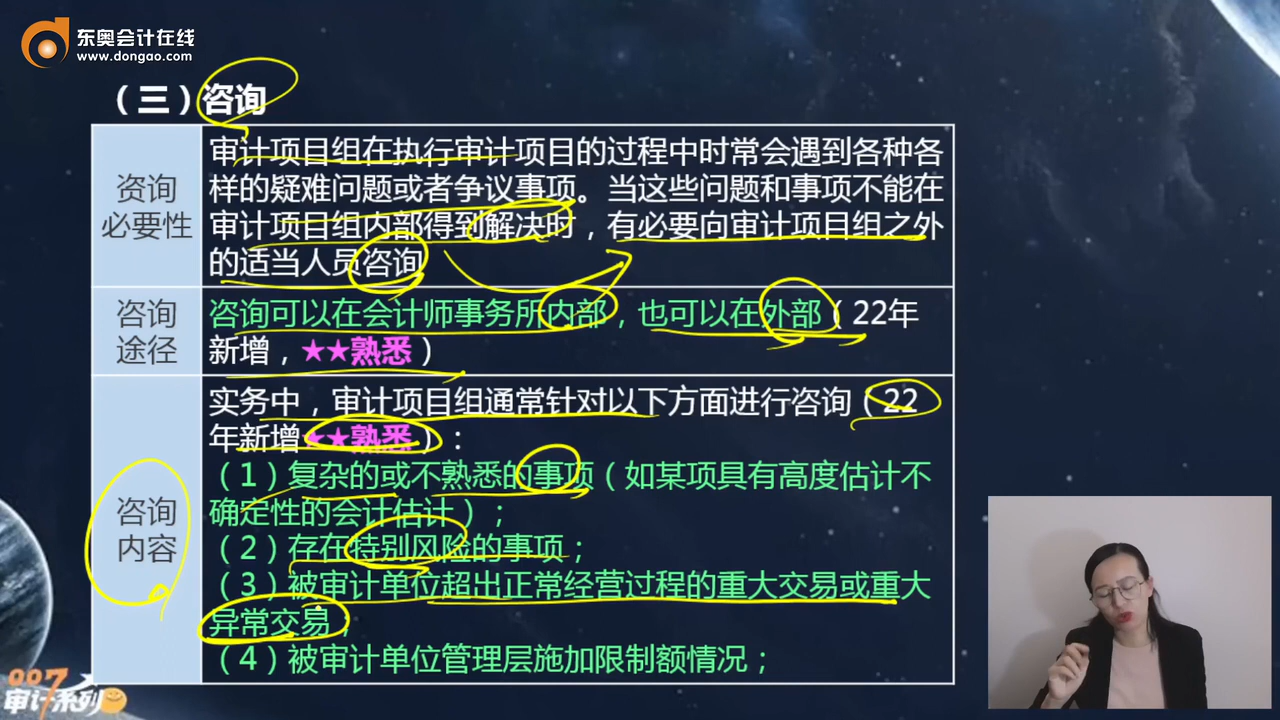 东奥会计在线
www.dongao.com
（三）咨询
资询
必要性
审计项目组在执行审计项目的过程中时常会遇到各种各
样的疑难问题或者争议事项。当这些问题和事项不能在
审计项目组内部得到解决时，有必要向审计项目组之外
的适当人员咨询
咨询
途径
咨询可以在会计师事务所内部，也可以在外部（22年
新增，★★熟悉）
咨询
内容
实务中，审计项目组通常针对以下方面进行咨询（22
年新增★★熟悉）：
（1）复杂的或不熟悉的事项（如某项具有高度估计不
确定性的会计估计）；
（2）存在特别风险的事项；
（3）被审计单位超出正常经营过程的重大交易或重大
异常交易；
（4）被审计单位管理层施加限制额情况；
007
审计系列